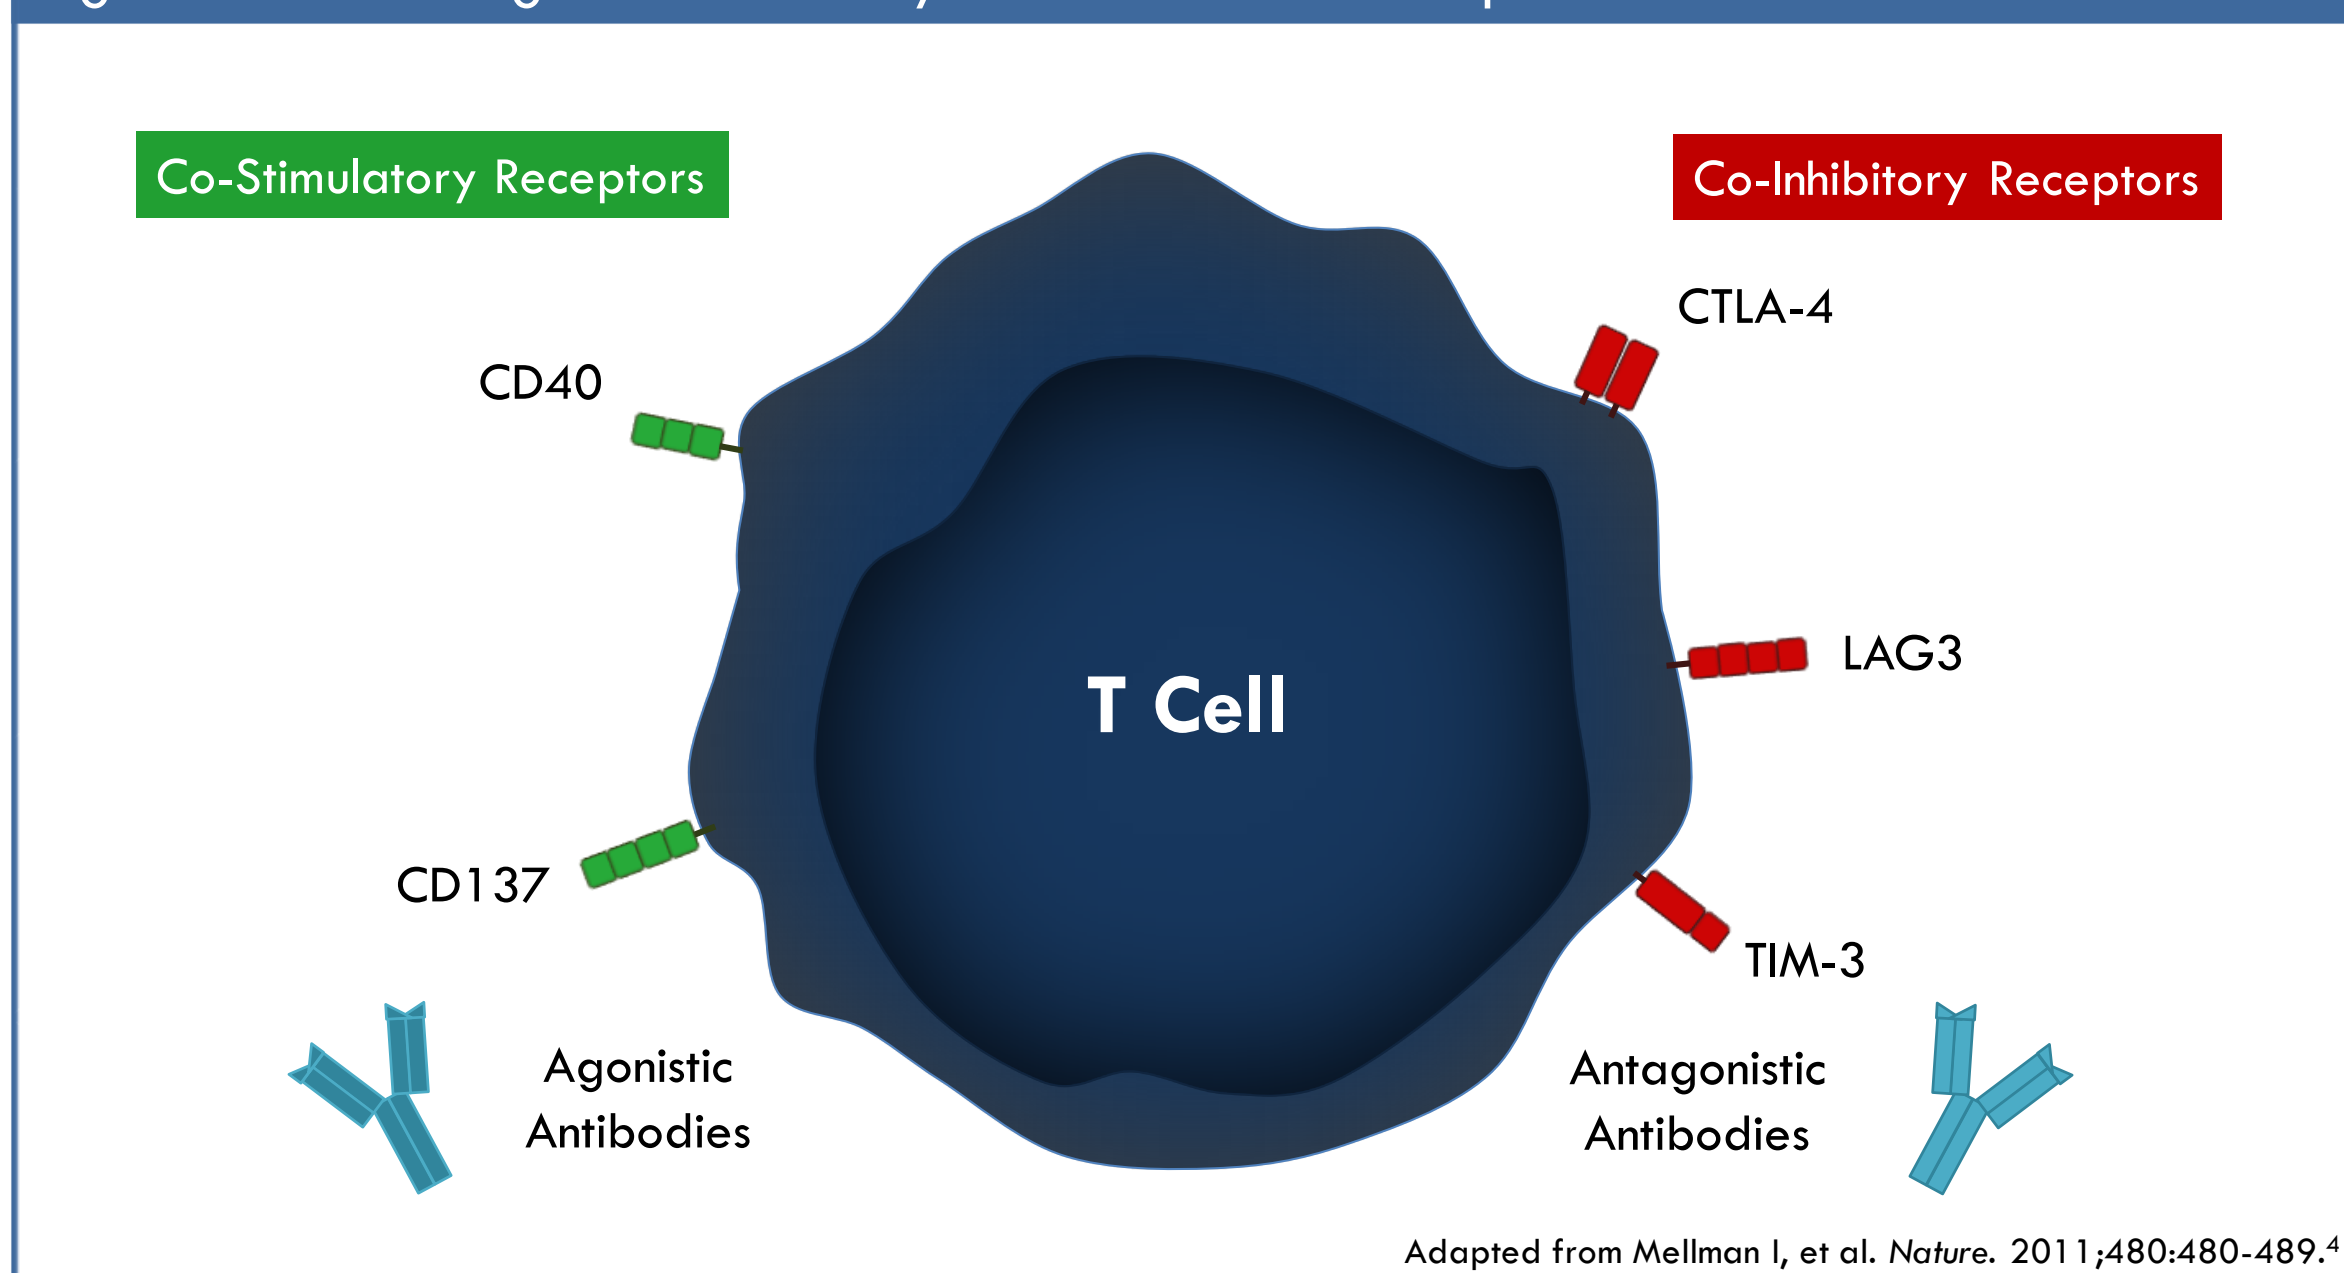 Co-Stimulatory Receptors
Co-Inhibitory Receptors
CTLA-4
CD40
LAG3
T Cell
CD137
TIM-3
Agonistic
Antibodies
Antagonistic
Antibodies
Adapted from Mellman I, et al. Nature. 2011;480:480-489.4